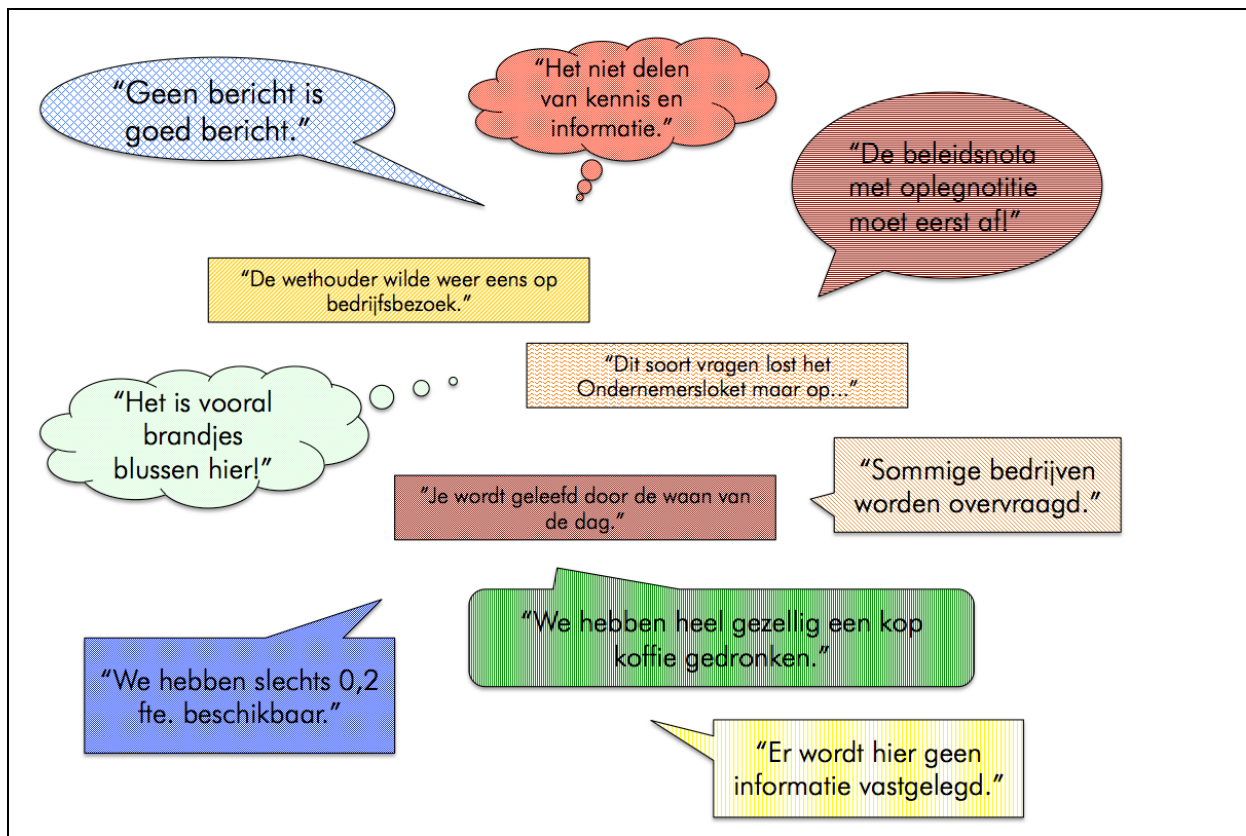 “Geen bericht is
goed bericht.”
“Het niet delen
van kennis en
informatie.”
“De beleidsnota
met oplegnotitie
moet eerst af!”
“De wethouder wilde weer eens op
bedrijfsbezoek.”
“Dit soort vragen lost het
Ondernemersloket maar op...”
“Het is vooral
brandjes
blussen hier!”
“Sommige bedrijven
worden overvraagd.”
“Je wordt geleefd door de waan van
de dag.”
“We hebben heel gezellig een kop
koffie gedronken.”
“We hebben slechts 0,2
fte. beschikbaar.”
“Er wordt hier geen
informatie vastgelegd.”